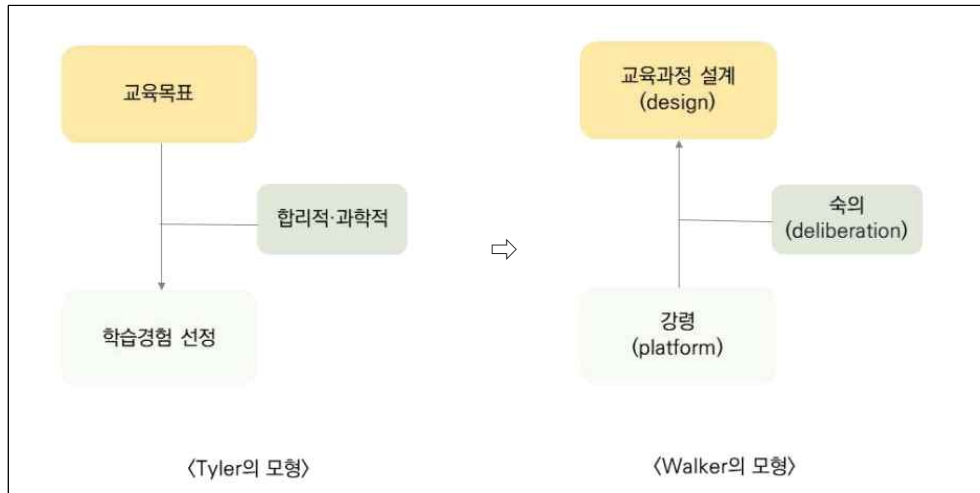 교육목표
합리적·과학적
학습경험 선정
〈Tyler의 모형〉
⇨
교육과정 설계
(design)
숙의
(deliberation)
강령
(platform)
〈Walker의 모형〉